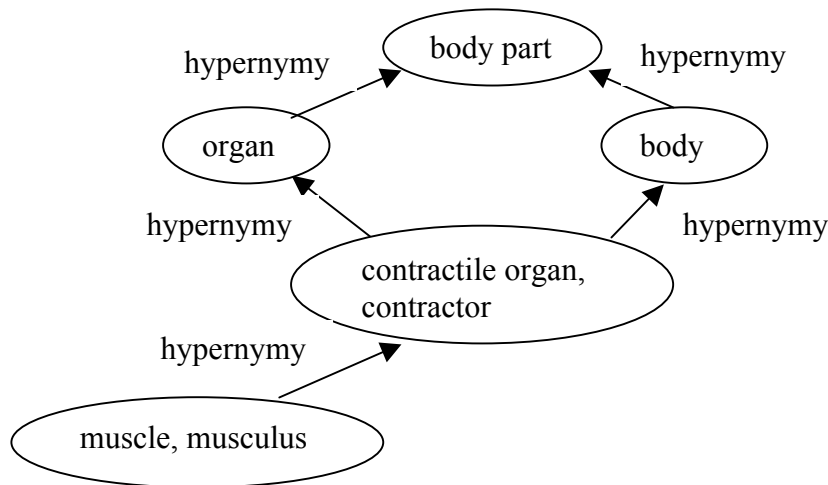 body part
hypernymy
hypernymy
organ
body
hypernymy
hypernymy
contractile organ,
contractor
hypernymy
muscle, musculus